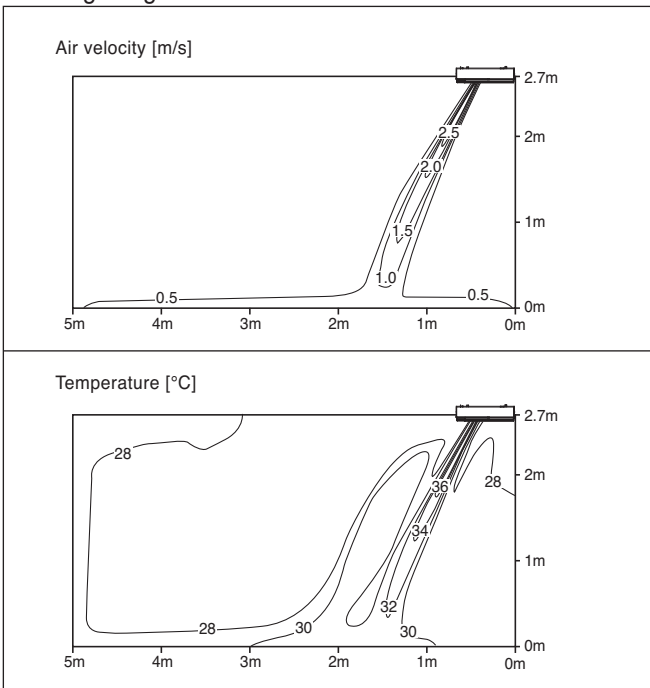 Air velocity [m/s]
2.7m
2.5
2m
2.0
1.5
1m
1.0
0.5
0.5
0m
5m 4m 3m 2m 1m 0m
Temperature [°C]
2.7m
28
2m
36
28
34
1m
32
28
30
30
0m
5m 4m 3m 2m 1m 0m